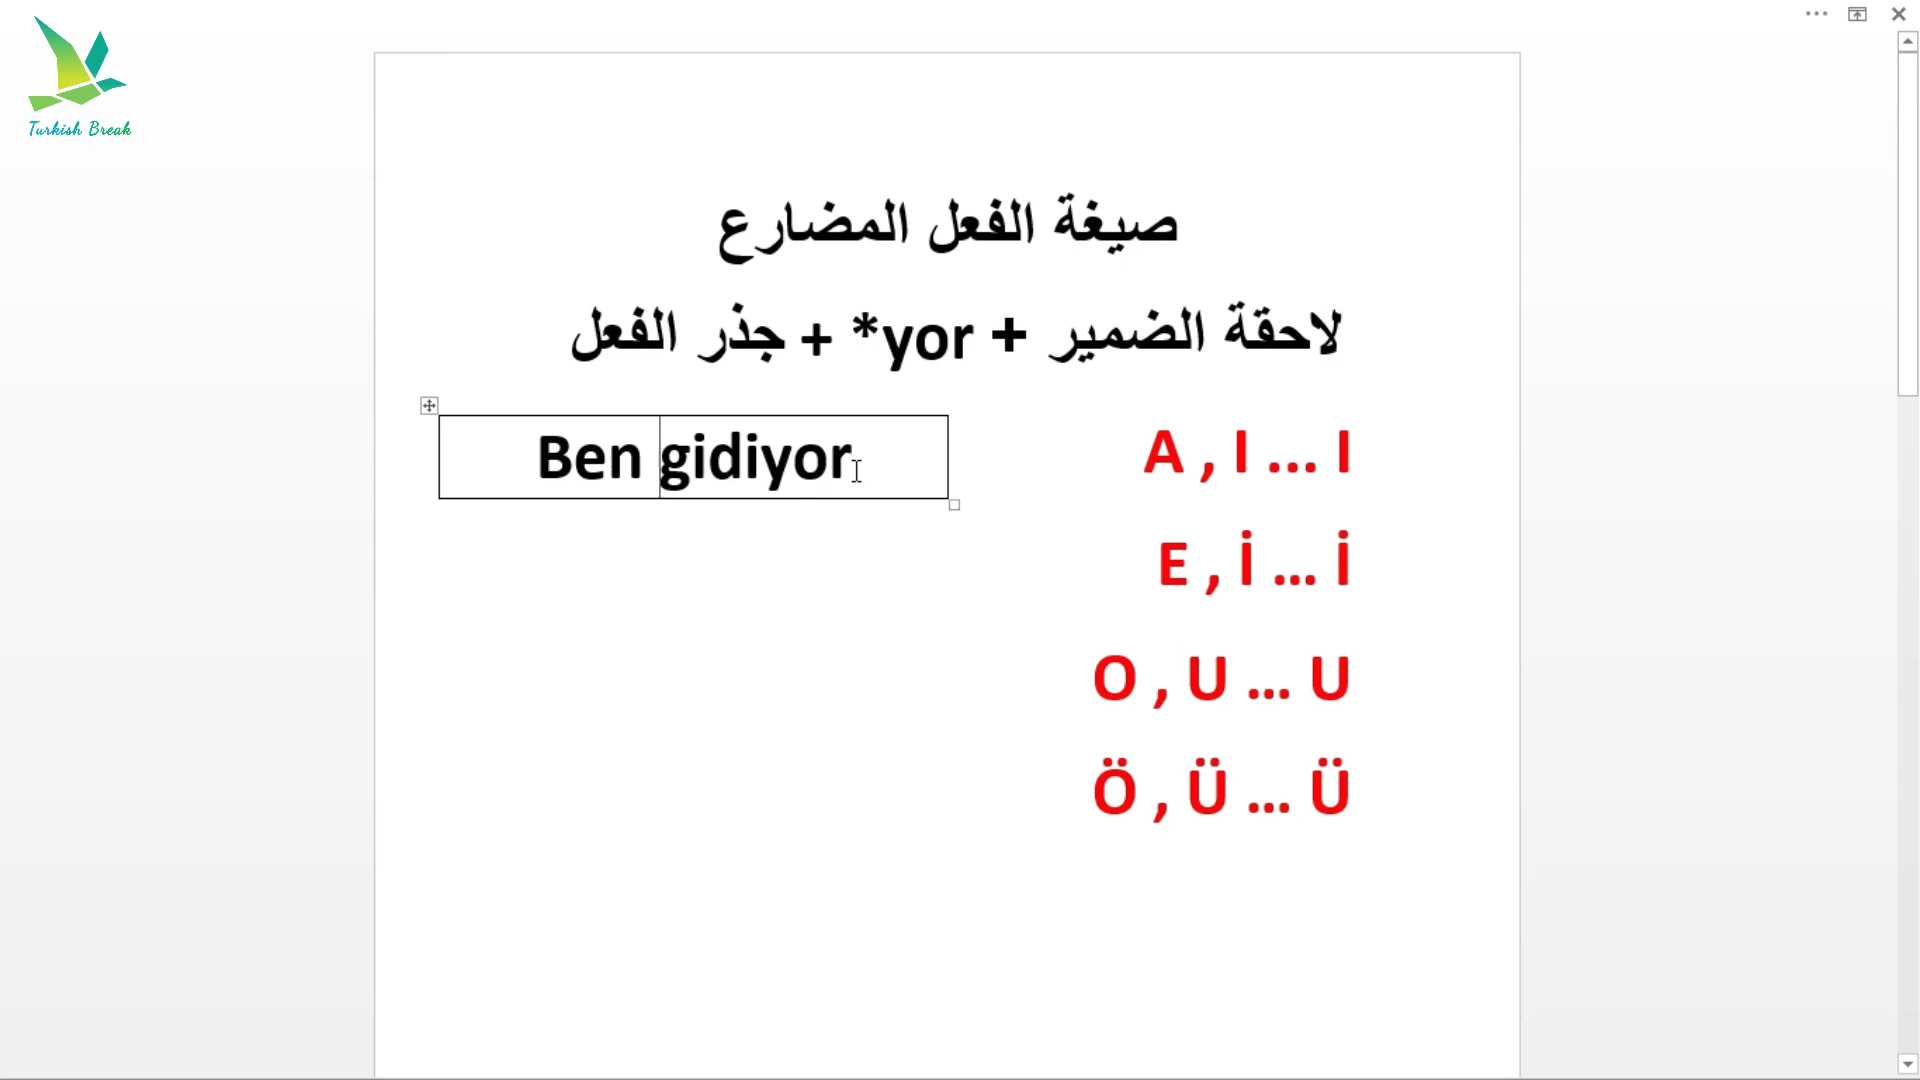 Turkish Break
صيغة الفعل المضارع
جذر الفعل + *yor + لاحقة الضمير
Ben gidiyor
A , I ... I
E , İ ... İ
O , U ... U
Ö , Ü ... Ü